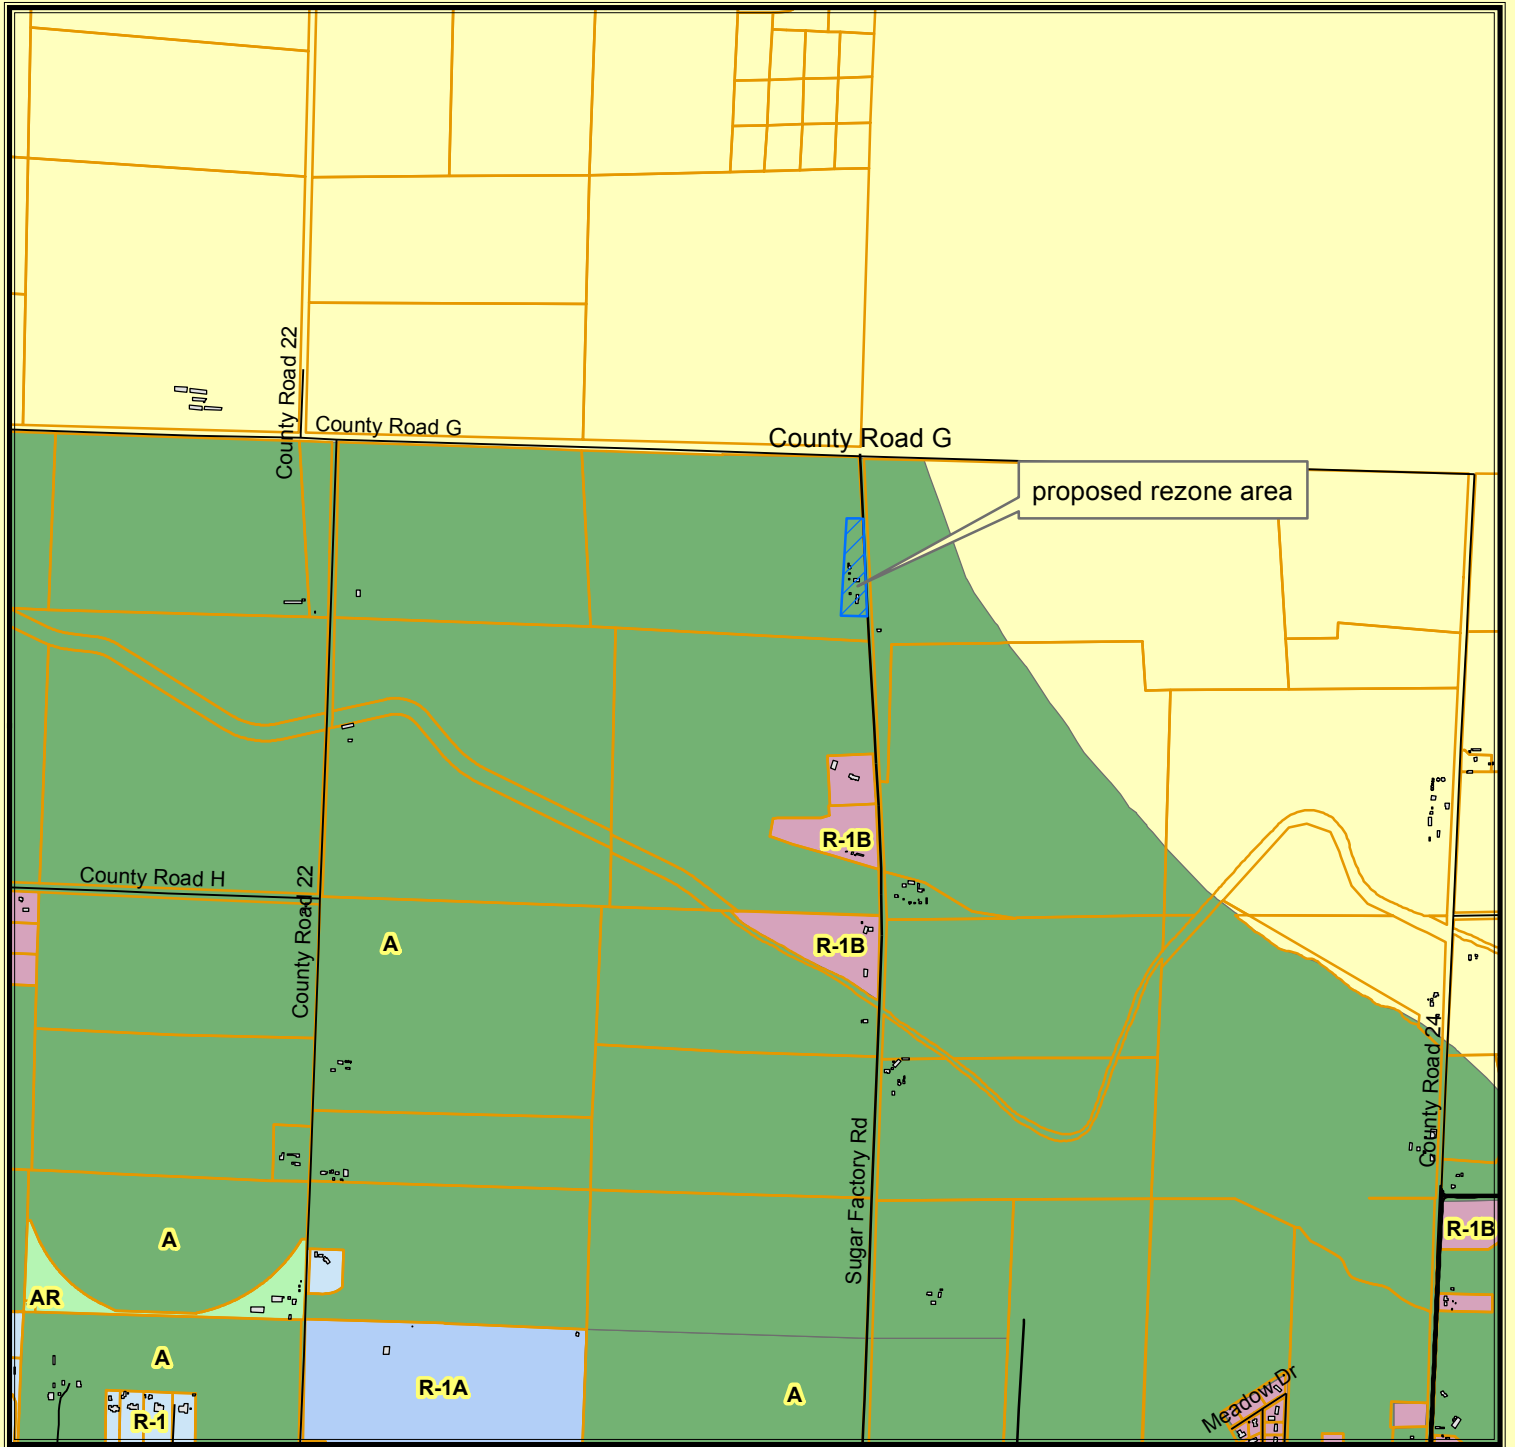 County Road 22
County Road G
County Road G
proposed rezone area
R-1B
County Road H
County Road 22
A
R-1B
County Road 24
Sugar Factory Rd
A
R-1B
AR
A
R-1A
A
Meadow Dr
R-1